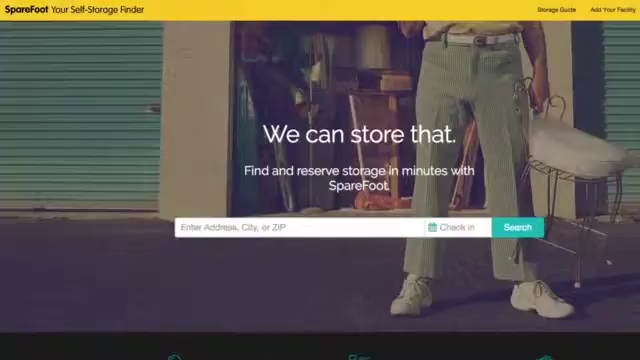 SpareFoot Your Self-Storage Finder
Storage Guide
Add Your Facility
We can store that.
Find and reserve storage in minutes with
SpareFoot.
Enter Address, City, or ZIP
Check in
Search